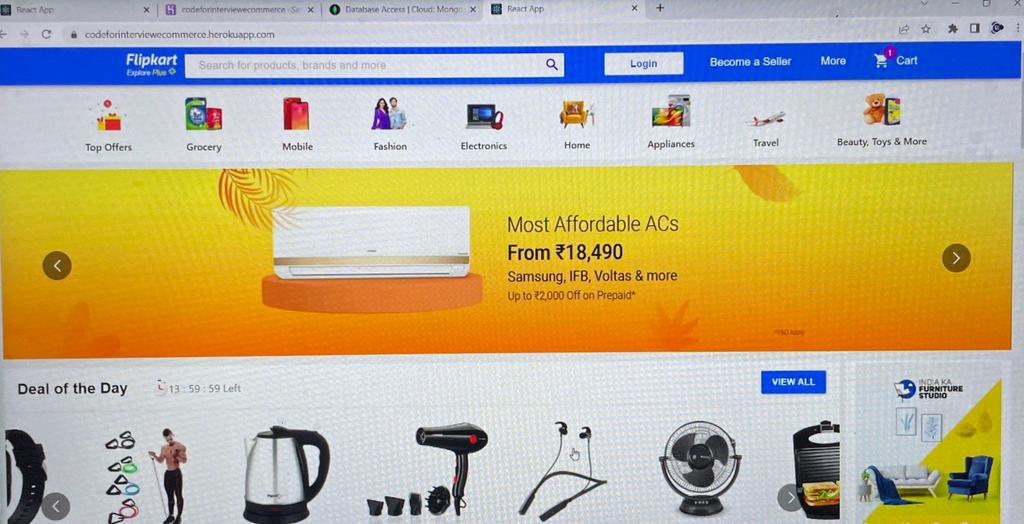 React App
codeforinterviewecommerce - Se
Database Access | Cloud: Mongo
React App
codeforinterviewecommerce.herokuapp.com
Flipkart
Explore Plus
Search for products, brands and more
Login
Become a Seller
More
1
Cart
Top Offers
Grocery
Mobile
Fashion
Electronics
Home
Appliances
Travel
Beauty, Toys & More
Most Affordable ACs
From ₹18,490
Samsung, IFB, Voltas & more
Up to ₹2,000 Off on Prepaid*
*T&C Apply
Deal of the Day
13 : 59 : 59 Left
VIEW ALL
INDIA KA
FURNITURE
STUDIO